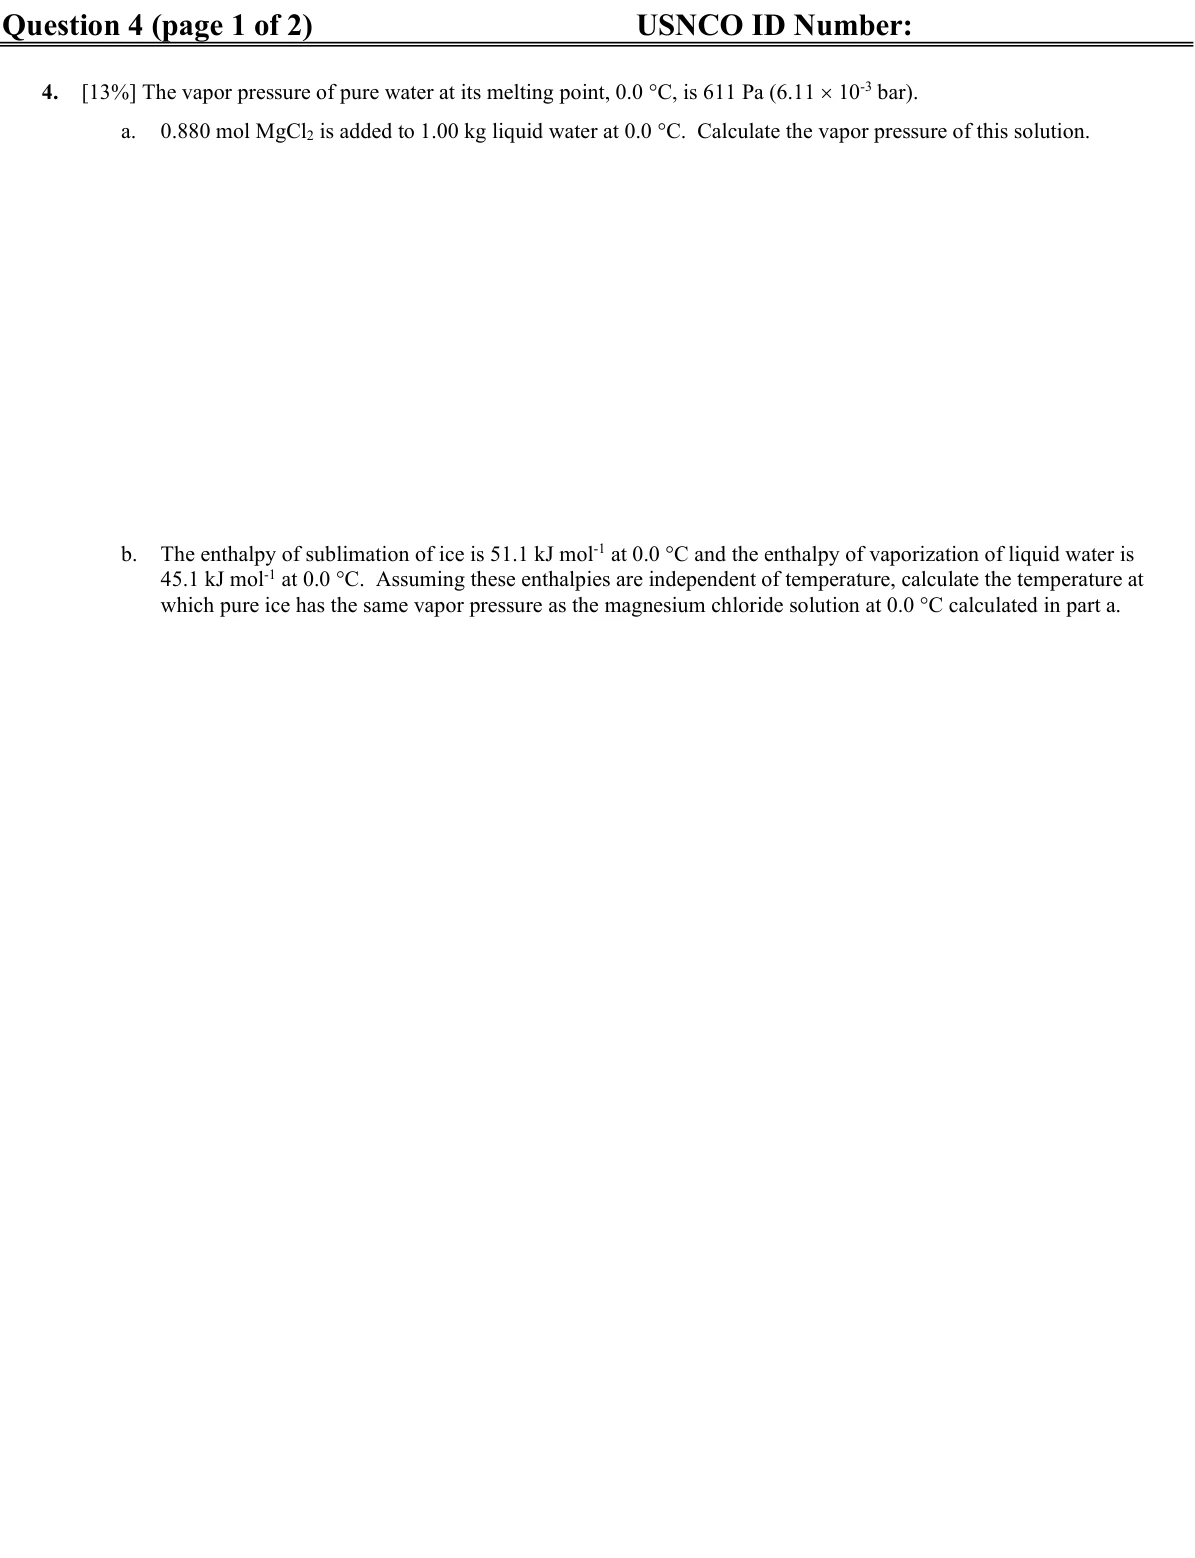 Question 4 (page 1 of 2) USNCO ID Number:
4. [13%] The vapor pressure of pure water at its melting point, 0.0 °C, is 611 Pa (6.11 × 10⁻³ bar).
a. 0.880 mol MgCl₂ is added to 1.00 kg liquid water at 0.0 °C. Calculate the vapor pressure of this solution.
b. The enthalpy of sublimation of ice is 51.1 kJ mol⁻¹ at 0.0 °C and the enthalpy of vaporization of liquid water is
45.1 kJ mol⁻¹ at 0.0 °C. Assuming these enthalpies are independent of temperature, calculate the temperature at
which pure ice has the same vapor pressure as the magnesium chloride solution at 0.0 °C calculated in part a.